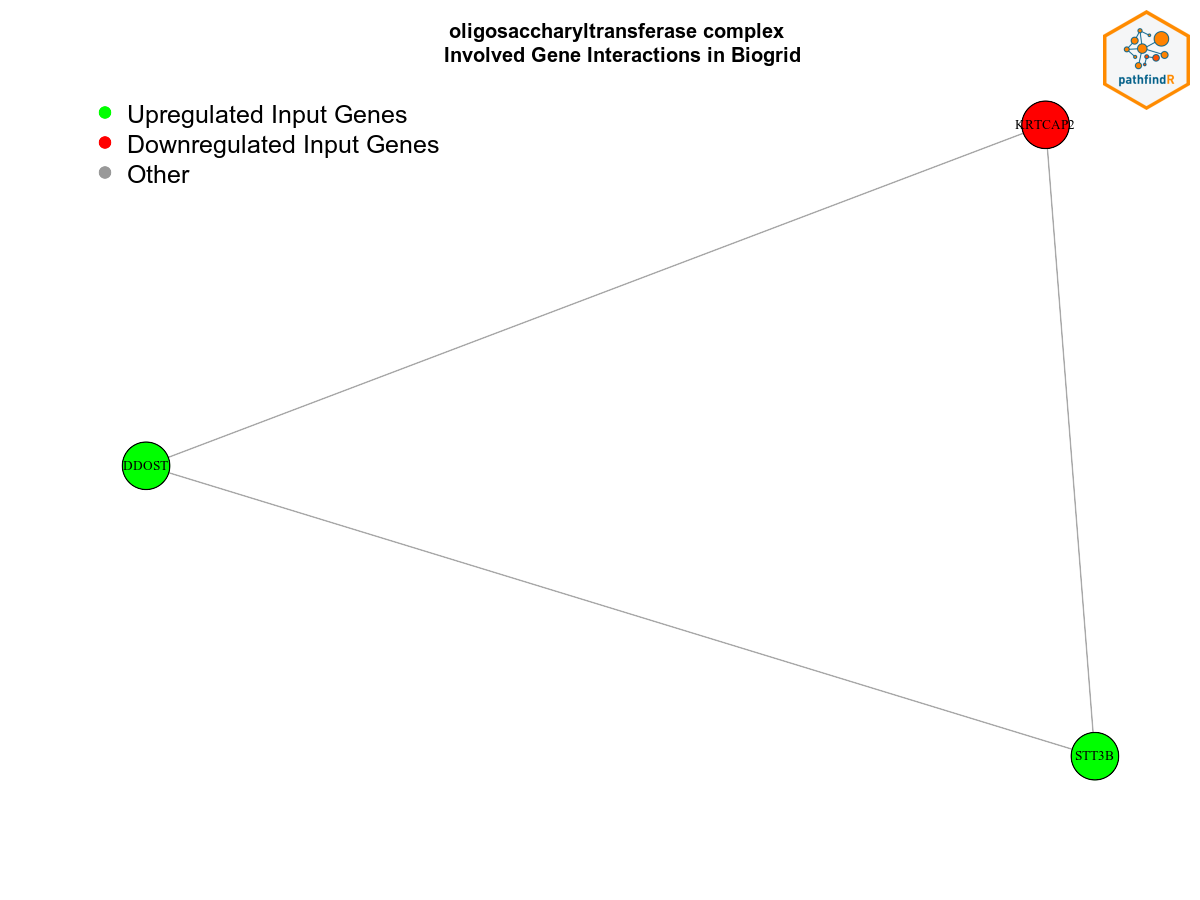 oligosaccharyltransferase complex
Involved Gene Interactions in Biogrid
pathfindR
Upregulated Input Genes
Downregulated Input Genes
Other
KRTCAP2
DDOST
STT3B